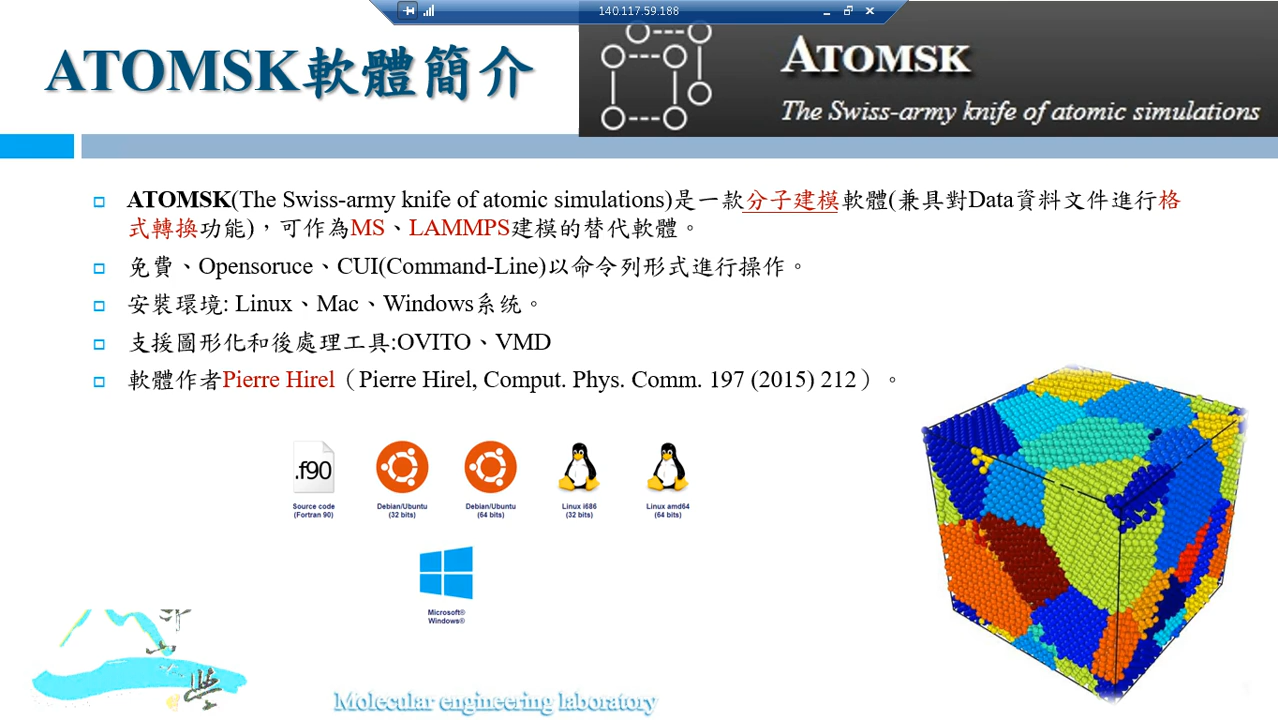 140.117.59.188
ATOMSK軟體簡介
ATOMSK
The Swiss-army knife of atomic simulations
ATOMSK(The Swiss-army knife of atomic simulations)是一款分子建模軟體(兼具對Data資料文件進行格
式轉換功能)，可作為MS、LAMMPS建模的替代軟體。
免費、Opensoruce、CUI(Command-Line)以命令列形式進行操作。
安裝環境: Linux、Mac、Windows系统。
支援圖形化和後處理工具:OVITO、VMD
軟體作者Pierre Hirel（Pierre Hirel, Comput. Phys. Comm. 197 (2015) 212）。
.f90
Source code
(Fortran 90)
Debian/Ubuntu
(32 bits)
Debian/Ubuntu
(64 bits)
Linux i686
(32 bits)
Linux amd64
(64 bits)
Microsoft®
Windows®
Molecular engineering laboratory